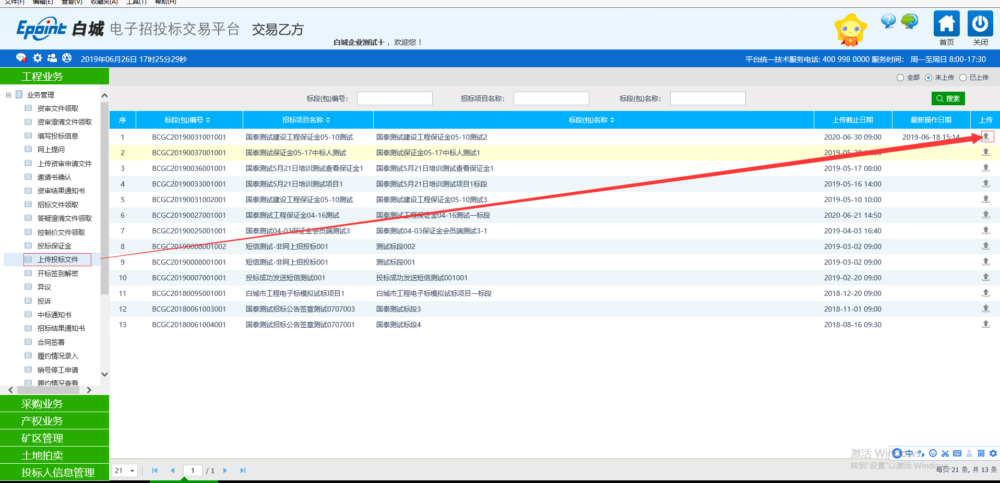 文件(F) 编辑(E) 查看(V) 收藏夹(A) 工具(T) 帮助(H)
Epoint 白城 电子招投标交易平台 交易乙方
白城企业测试十 ，欢迎您！
首页 关闭
2019年06月26日 17时25分29秒
平台统一技术服务电话: 400 998 0000 服务时间： 周一至周日 8:00-17:30
工程业务
全部 未上传 已上传
业务管理
资审文件领取
资审澄清文件领取
填写投标信息
网上提问
上传资审申请文件
邀请书确认
资审结果通知书
招标文件领取
答疑澄清文件领取
控制价文件领取
投标保证金
上传投标文件
开标签到解密
异议
投诉
中标通知书
招标结果通知书
合同签署
履约情况录入
销号停工申请
履约情况查看
采购业务
产权业务
矿区管理
土地拍卖
投标人信息管理
标段(包)编号： 招标项目名称： 标段(包)名称： 搜索
序 标段(包)编号 招标项目名称 标段(包)名称 上传截止日期 最新操作日期 上传
1 BCGC20190031001001 国泰测试建设工程保证金05-10测试 国泰测试建设工程保证金05-10测试2 2020-06-30 09:00 2019-06-18 15:14
2 BCGC20190037001001 国泰测试保证金05-17中标人测试 国泰测试保证金05-17中标人测试1
3 BCGC20190036001001 国泰测试5月21日培训测试查看保证金1 国泰测试5月21日培训测试查看保证金1 2019-05-17 08:00
4 BCGC20190033001001 国泰测试5月21日培训测试项目1 国泰测试5月21日培训测试项目1标段 2019-05-16 14:00
5 BCGC20190031002001 国泰测试建设工程保证金05-10测试 国泰测试建设工程保证金05-10测试3 2019-05-10 10:00
6 BCGC20190027001001 国泰测试工程保证金04-16测试 国泰测试工程保证金04-16测试一标段 2020-06-21 14:50
7 BCGC20190025001001 国泰测试04-03保证金会员端测试3 国泰测试04-03保证金会员端测试3-1 2019-04-03 16:40
8 BCGC20190008001002 短信测试-非网上招投标001 测试标段002 2019-03-02 09:00
9 BCGC20190008001001 短信测试-非网上招投标001 测试标段001 2019-03-02 09:00
10 BCGC20190007001001 投标成功发送短信测试001 投标成功发送短信测试001001 2019-02-20 09:00
11 BCGC20180095001001 白城市工程电子标模拟试标项目1 白城市工程电子标模拟试标项目一标段 2018-12-20 09:00
12 BCGC20180061003001 国泰测试招标公告签章测试0707003 国泰测试标段3 2018-11-01 09:00
13 BCGC20180061004001 国泰测试招标公告签章测试0707001 国泰测试标段4 2018-08-16 09:30
激活 Windows
转到"设置"以激活 Windows。
中 简
21 1 / 1
每页 21 条, 共 13 条